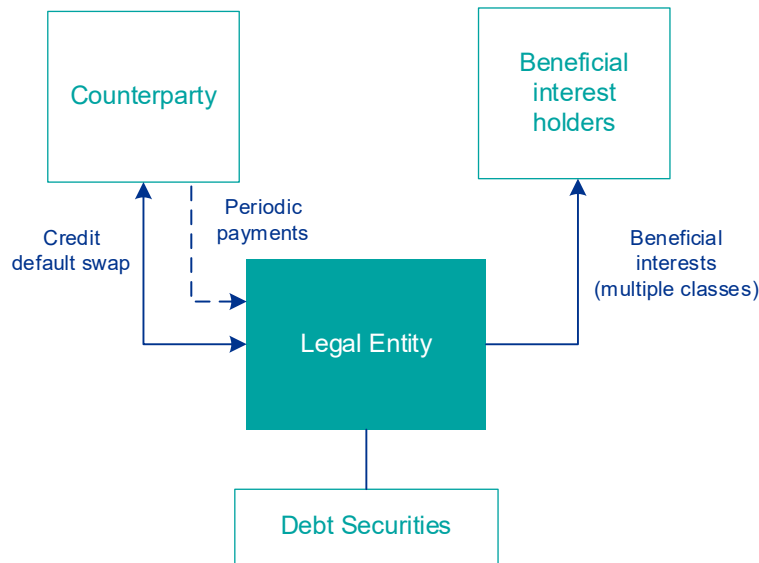 Counterparty
Beneficial
interest
holders
Periodic
payments
Credit
default swap
Beneficial
interests
(multiple classes)
Legal Entity
Debt Securities